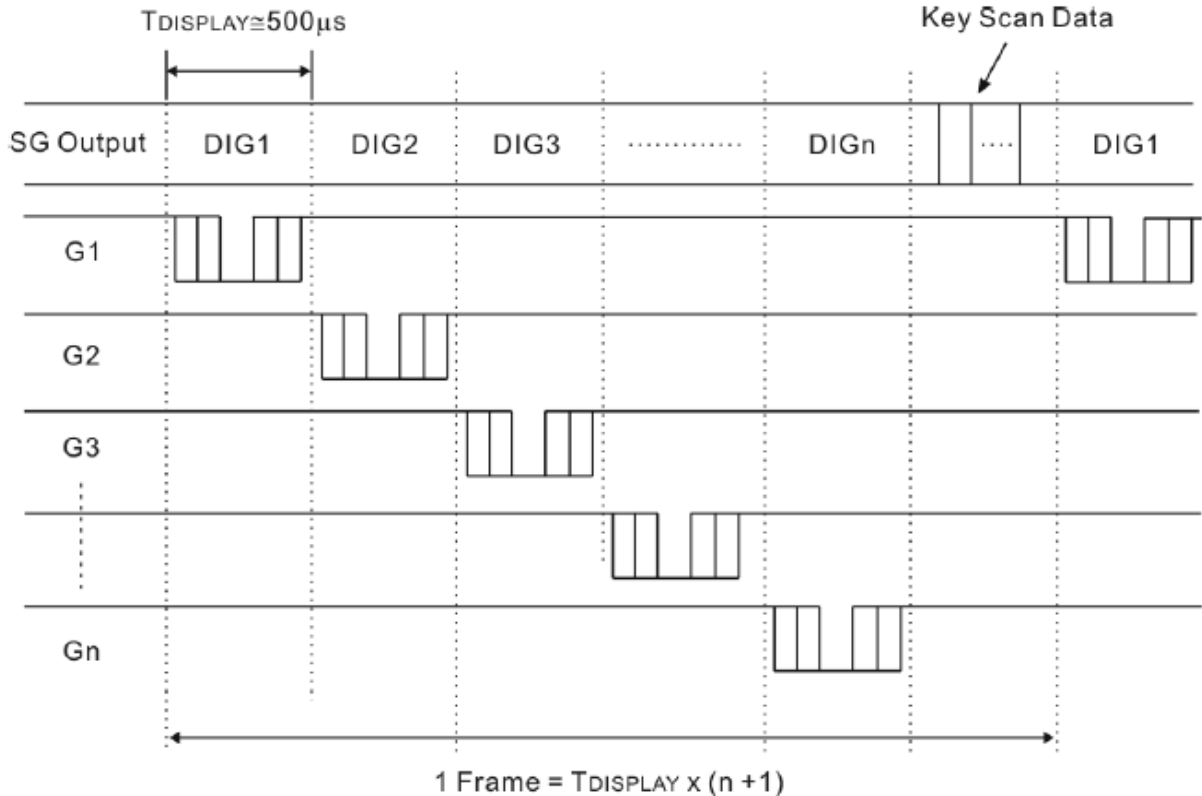 TDISPLAY≅500µs
Key Scan Data
SG Output
DIG1
DIG2
DIG3
............
DIGn
....
DIG1
G1
G2
G3
Gn
1 Frame = TDISPLAY x (n +1)